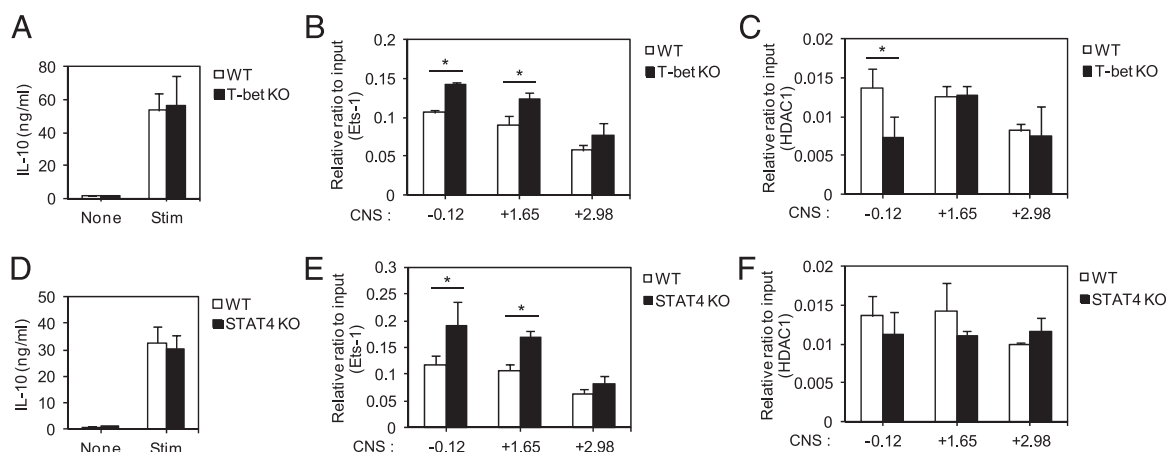 A
IL-10 (ng/ml)
80
60
40
20
0
None Stim
WT
T-bet KO
B
Relative ratio to input
(Ets-1)
0.2
0.15
0.1
0.05
0
*
*
CNS : -0.12 +1.65 +2.98
WT
T-bet KO
C
Relative ratio to input
(HDAC1)
0.02
0.015
0.01
0.005
0
*
-0.12 +1.65 +2.98
WT
T-bet KO
D
IL-10 (ng/ml)
50
40
30
20
10
0
None Stim
WT
STAT4 KO
E
Relative ratio to input
(Ets-1)
0.3
0.25
0.2
0.15
0.1
0.05
0
*
*
CNS : -0.12 +1.65 +2.98
WT
STAT4 KO
F
Relative ratio to input
(HDAC1)
0.02
0.015
0.01
0.005
0
CNS : -0.12 +1.65 +2.98
WT
STAT4 KO